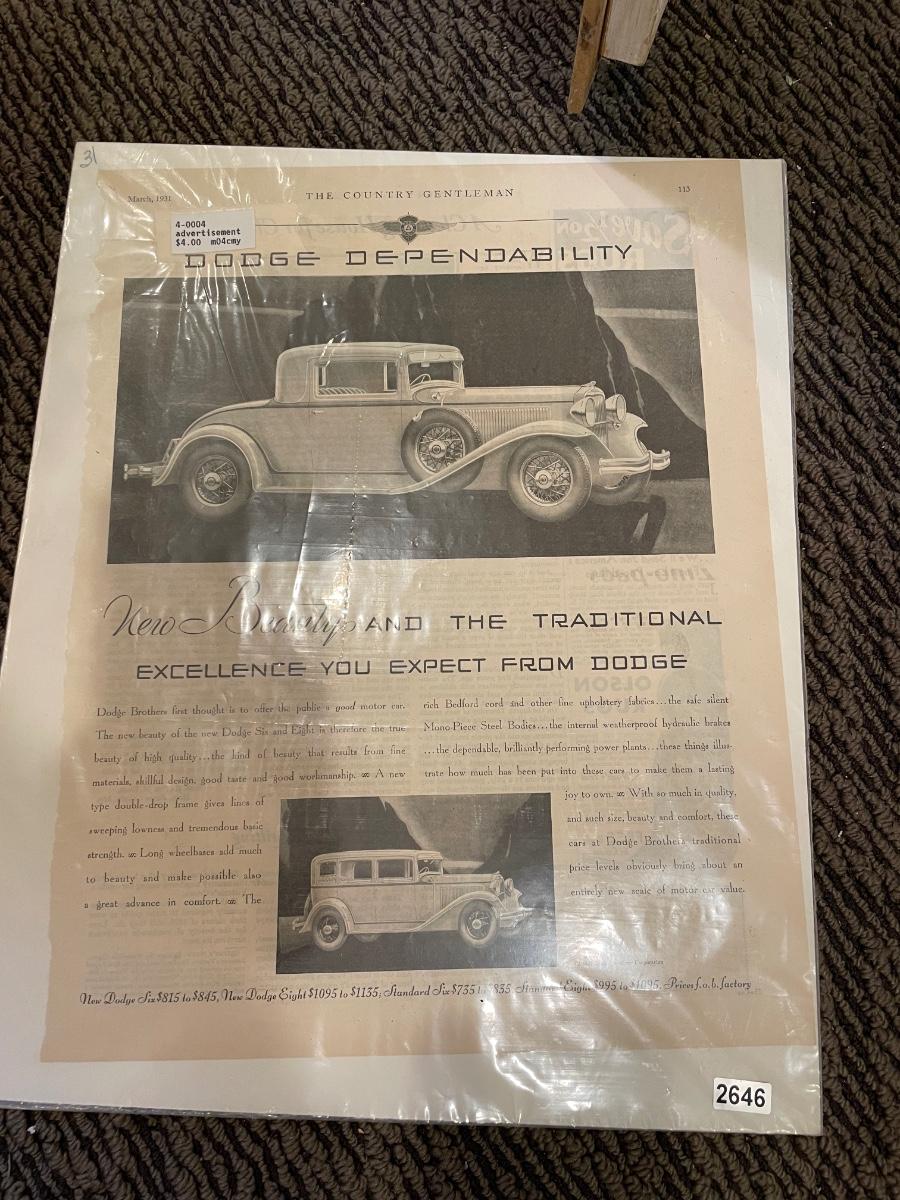 31
March, 1931
THE COUNTRY GENTLEMAN
113
4-0004
advertisement
$4.00 m04cmy
DODGE DEPENDABILITY
New Beauty AND THE TRADITIONAL
EXCELLENCE YOU EXPECT FROM DODGE
Dodge Brothers first thought is to offer the public a good motor car.
The new beauty of the new Dodge Six and Eight is therefore the true
beauty of high quality...the kind of beauty that results from fine
materials, skillful design, good taste and good workmanship. A new
type double-drop frame gives lines of
sweeping lowness and tremendous basic
strength. Long wheelbases add much
to beauty and make possible also
a great advance in comfort. The
rich Bedford cord and other fine upholstery fabrics...the safe silent
Mono-Piece Steel Bodies...the internal weatherproof hydraulic brakes
...the dependable, brilliantly performing power plants...these things illus-
trate how much has been put into these cars to make them a lasting
joy to own. With so much in quality,
and such size, beauty and comfort, these
cars at Dodge Brothers traditional
price levels obviously bring about an
entirely new scale of motor car value.
Corporation
New Dodge Six $815 to $845, New Dodge Eight $1095 to $1135; Standard Six $735 to $835, Standard Eight $995 to $1095. Prices f.o.b. factory
2646